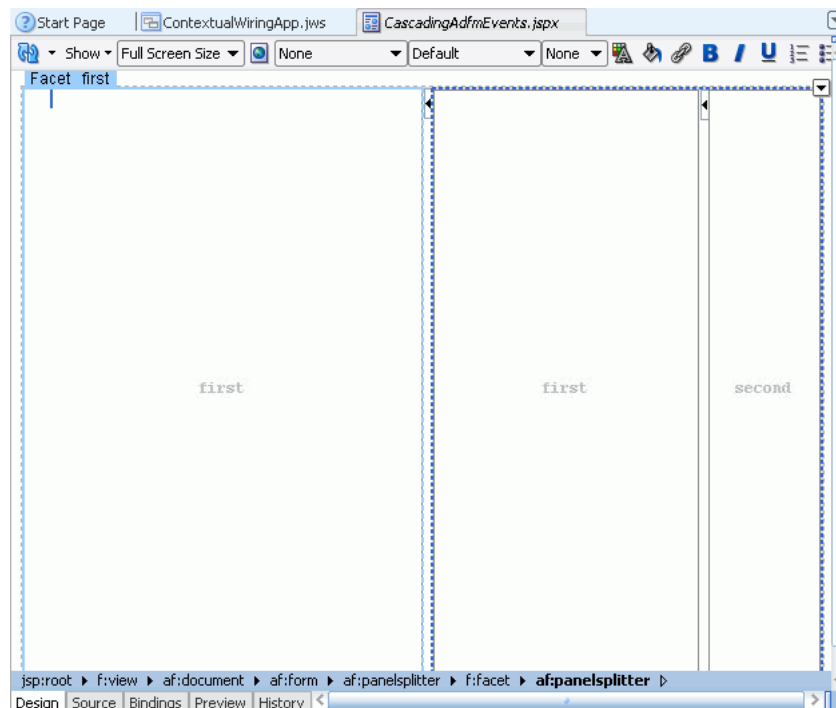 Start Page ContextualWiringApp.jws CascadingAdfmEvents.jspx
Show Full Screen Size None Default None B I U
Facet first
first first second
jsp:root f:view af:document af:form af:panelsplitter f:facet af:panelsplitter
Design Source Bindings Preview History